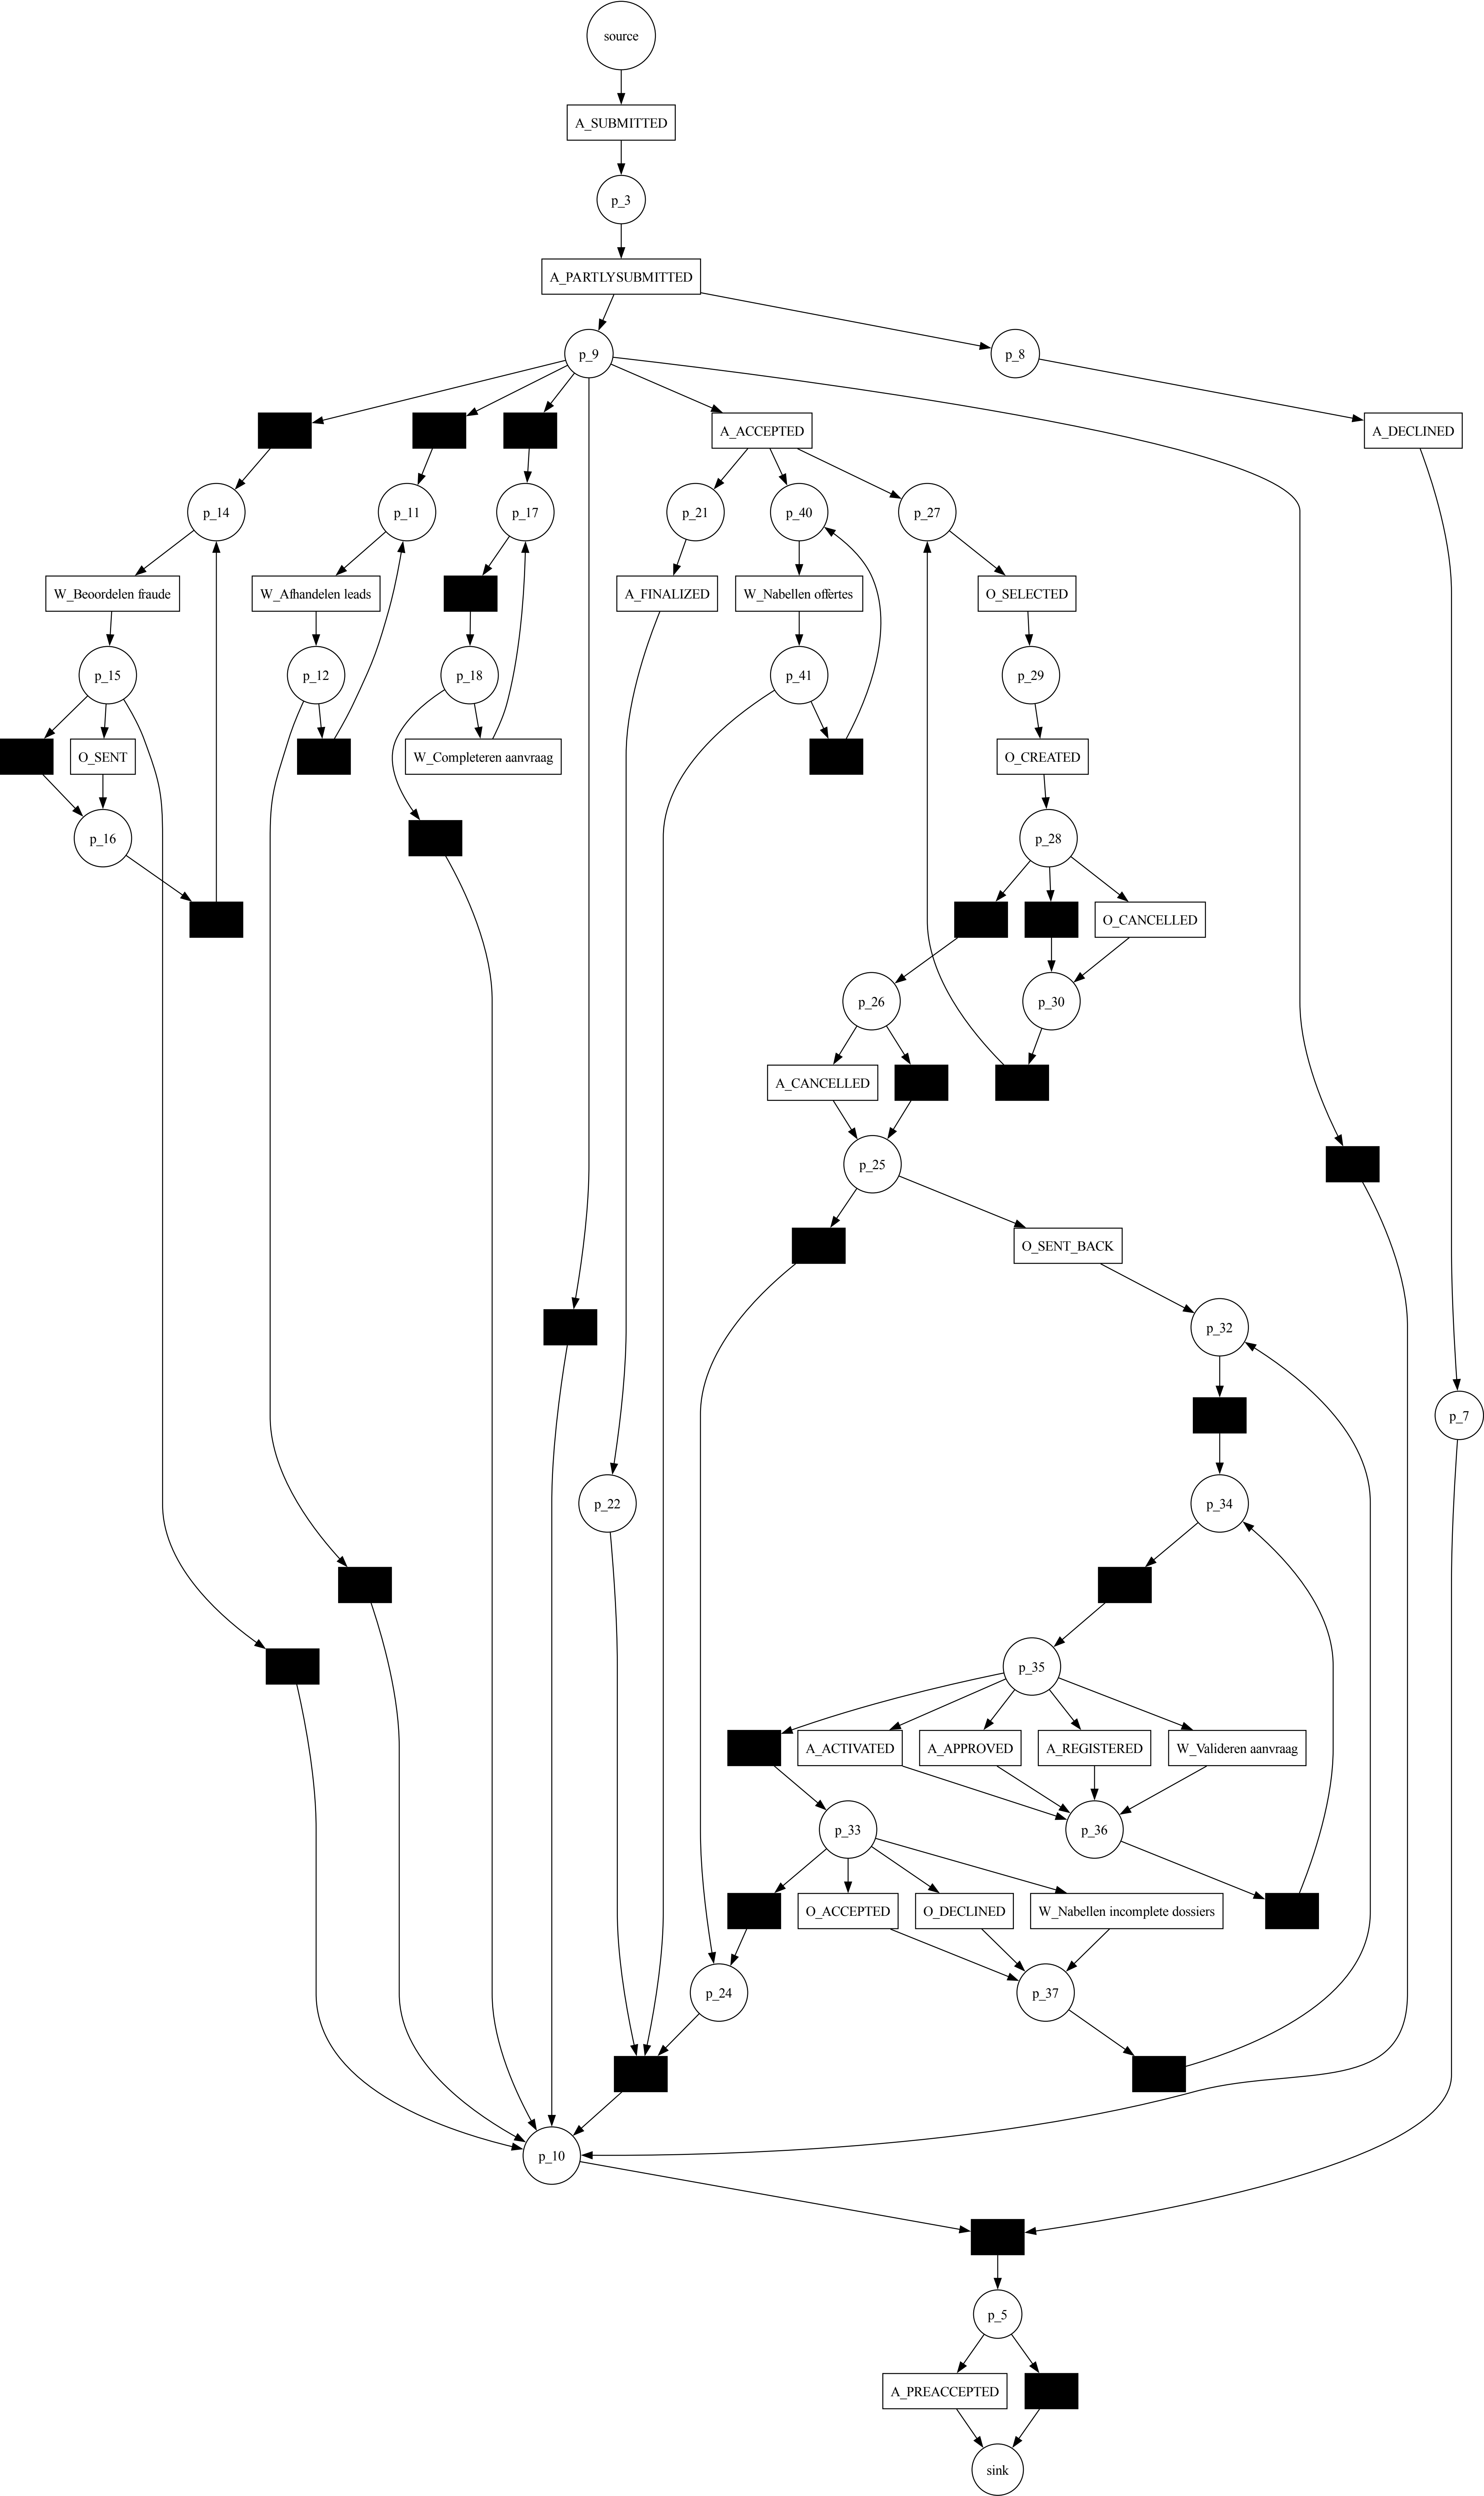 source
A_SUBMITTED
p_3
A_PARTLYSUBMITTED
p_9
p_8
A_ACCEPTED
A_DECLINED
p_14
p_11
p_17
p_21
p_40
p_27
W_Beoordelen fraude
W_Afhandelen leads
A_FINALIZED
W_Nabellen offertes
O_SELECTED
p_15
p_12
p_18
p_41
p_29
O_SENT
W_Completeren aanvraag
O_CREATED
p_16
p_28
O_CANCELLED
p_26
p_30
A_CANCELLED
p_25
O_SENT_BACK
p_32
p_7
p_22
p_34
p_35
A_ACTIVATED
A_APPROVED
A_REGISTERED
W_Valideren aanvraag
p_33
p_36
O_ACCEPTED
O_DECLINED
W_Nabellen incomplete dossiers
p_24
p_37
p_10
p_5
A_PREACCEPTED
sink